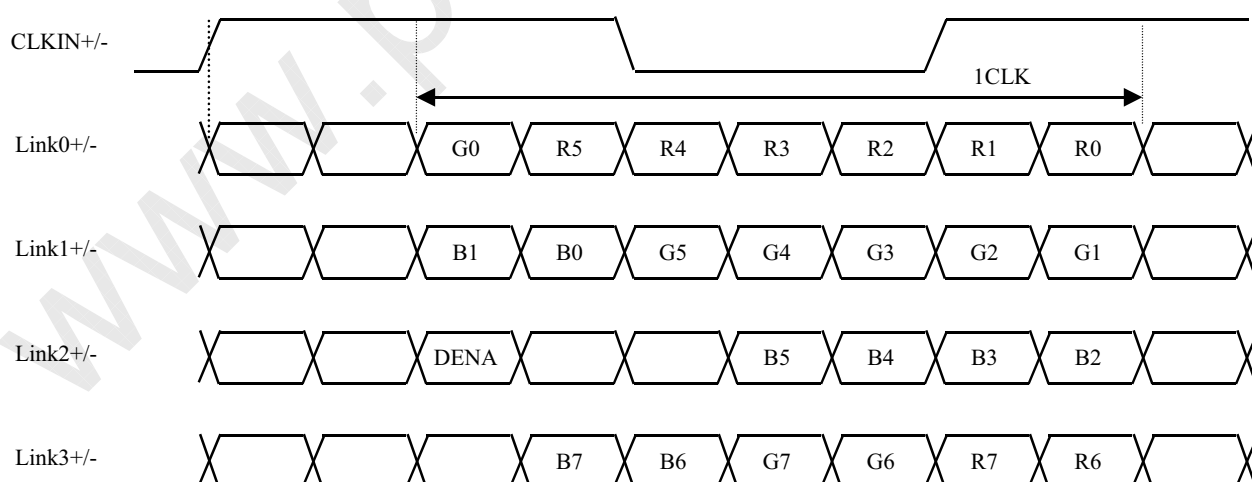 CLKIN+/-
1CLK
Link0+/- G0 R5 R4 R3 R2 R1 R0
Link1+/- B1 B0 G5 G4 G3 G2 G1
Link2+/- DENA B5 B4 B3 B2
Link3+/- B7 B6 G7 G6 R7 R6
www.p